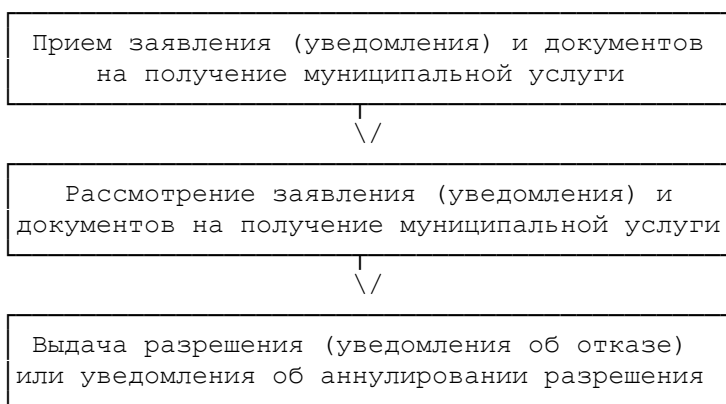 Прием заявления (уведомления) и документов
на получение муниципальной услуги
\/
Рассмотрение заявления (уведомления) и
документов на получение муниципальной услуги
\/
Выдача разрешения (уведомления об отказе)
или уведомления об аннулировании разрешения